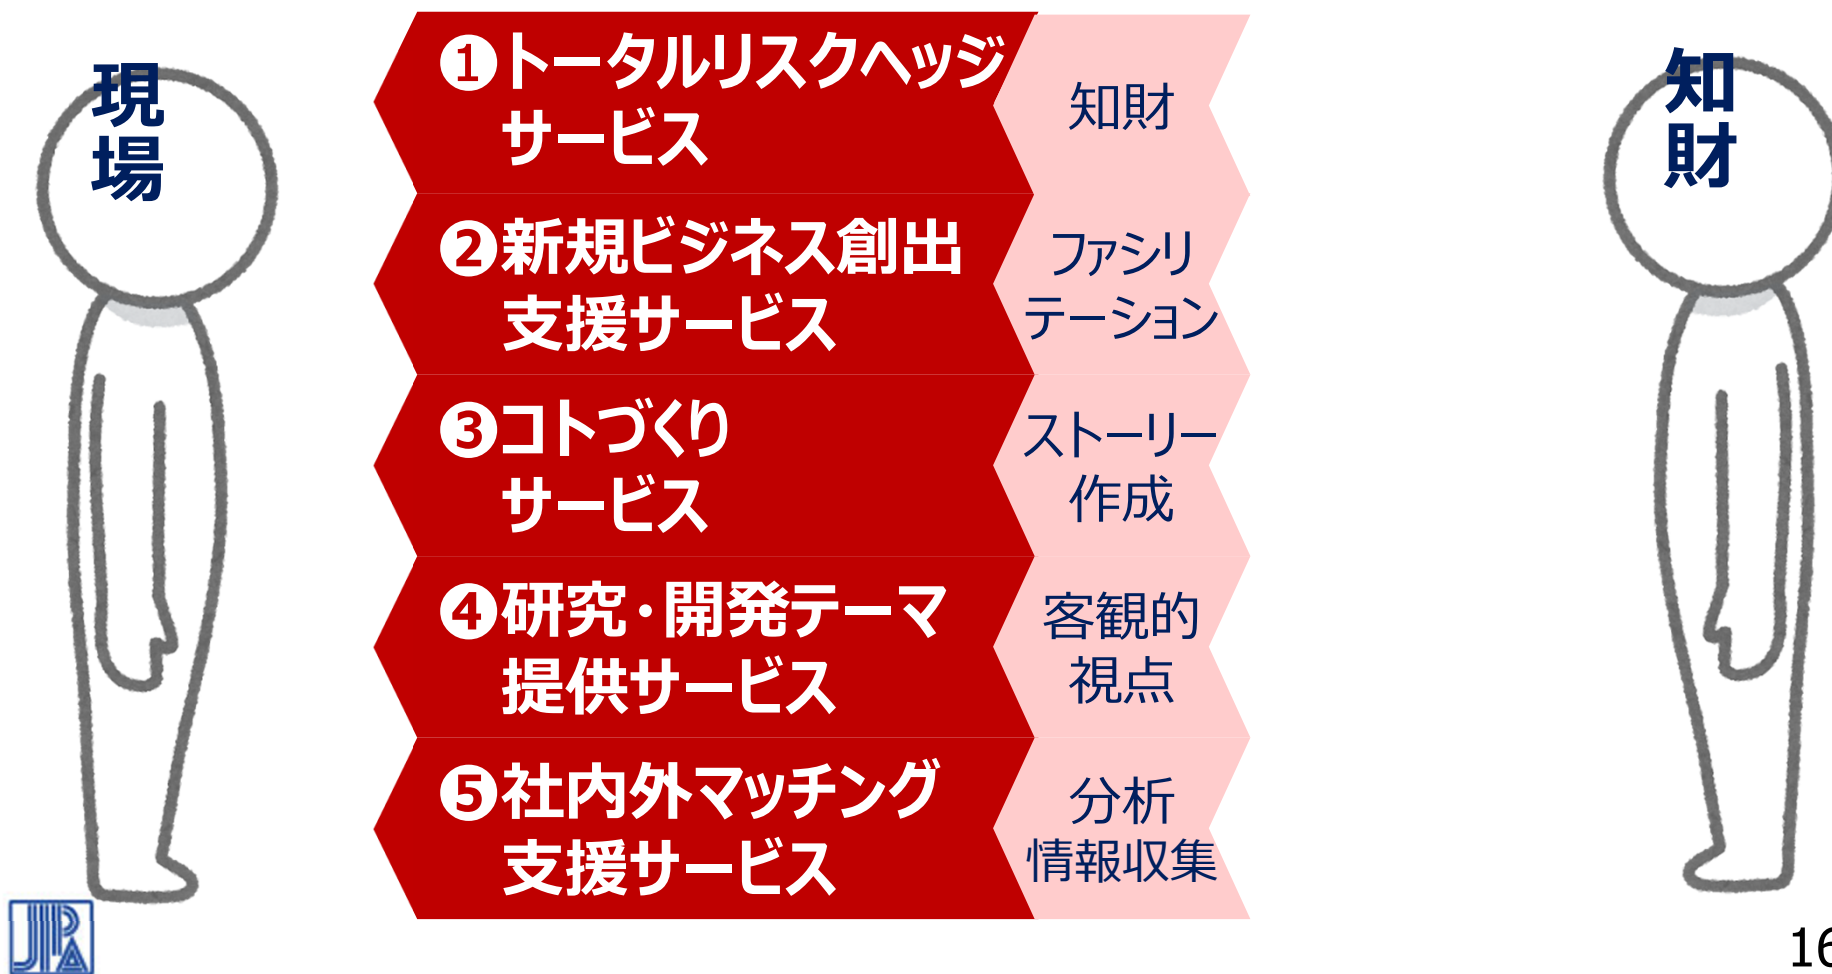 現場
❶トータルリスクヘッジ
サービス
知財
❷新規ビジネス創出
支援サービス
ファシリ
テーション
❸コトづくり
サービス
ストーリー
作成
❹研究・開発テーマ
提供サービス
客観的
視点
❺社内外マッチング
支援サービス
分析
情報収集
知財
JIPA
16